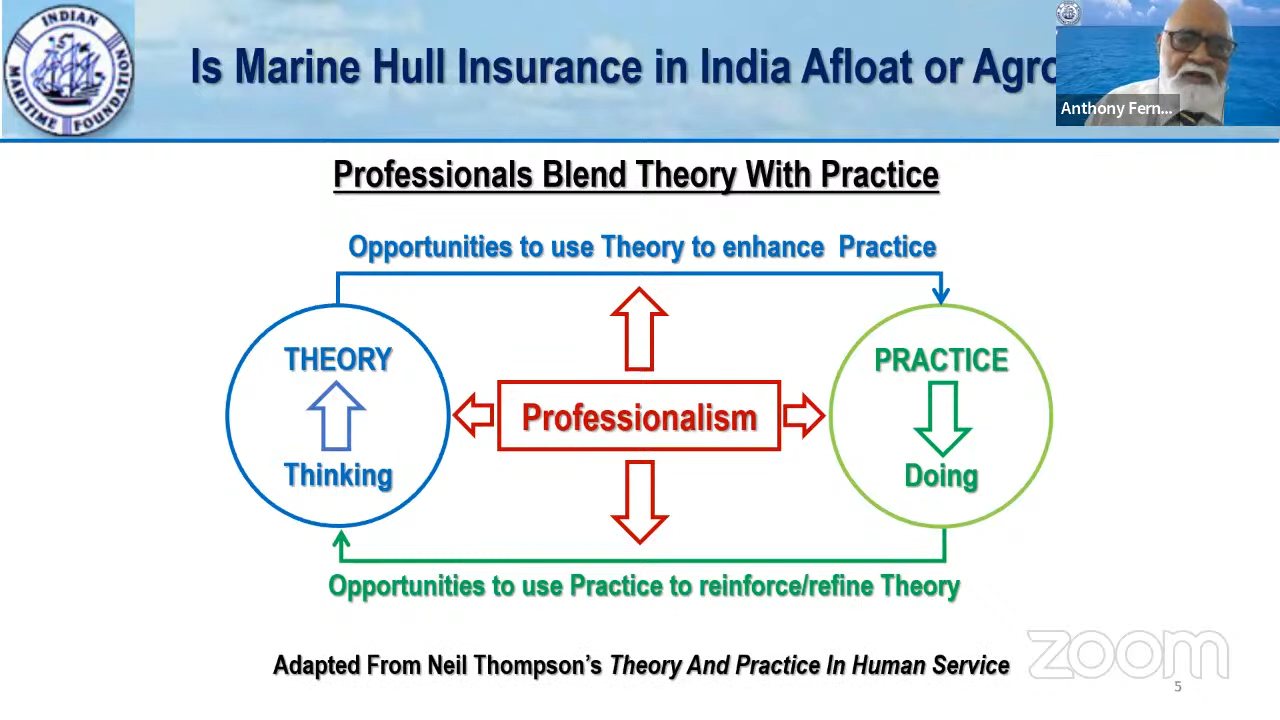 INDIAN MARITIME FOUNDATION
Is Marine Hull Insurance in India Afloat or Agro
Anthony Fern...
Professionals Blend Theory With Practice
Opportunities to use Theory to enhance Practice
THEORY
PRACTICE
Professionalism
Thinking
Doing
Opportunities to use Practice to reinforce/refine Theory
Adapted From Neil Thompson's Theory And Practice In Human Service
zoom
5